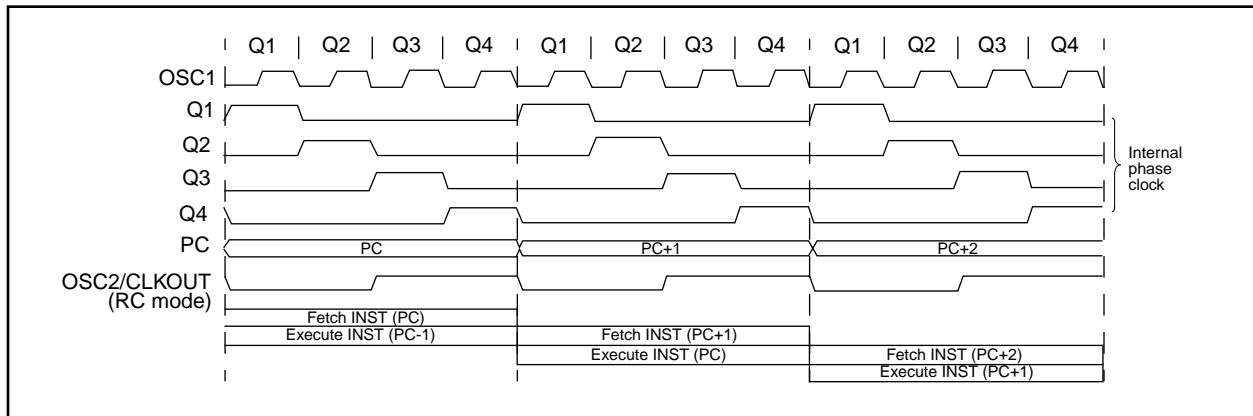 Q1 | Q2 | Q3 | Q4 | Q1 | Q2 | Q3 | Q4 | Q1 | Q2 | Q3 | Q4
OSC1
Q1
Q2
Q3
Q4
PC
PC PC+1 PC+2
OSC2/CLKOUT
(RC mode)
Internal
phase
clock
Fetch INST (PC)
Execute INST (PC-1) Fetch INST (PC+1)
Execute INST (PC) Fetch INST (PC+2)
Execute INST (PC+1)